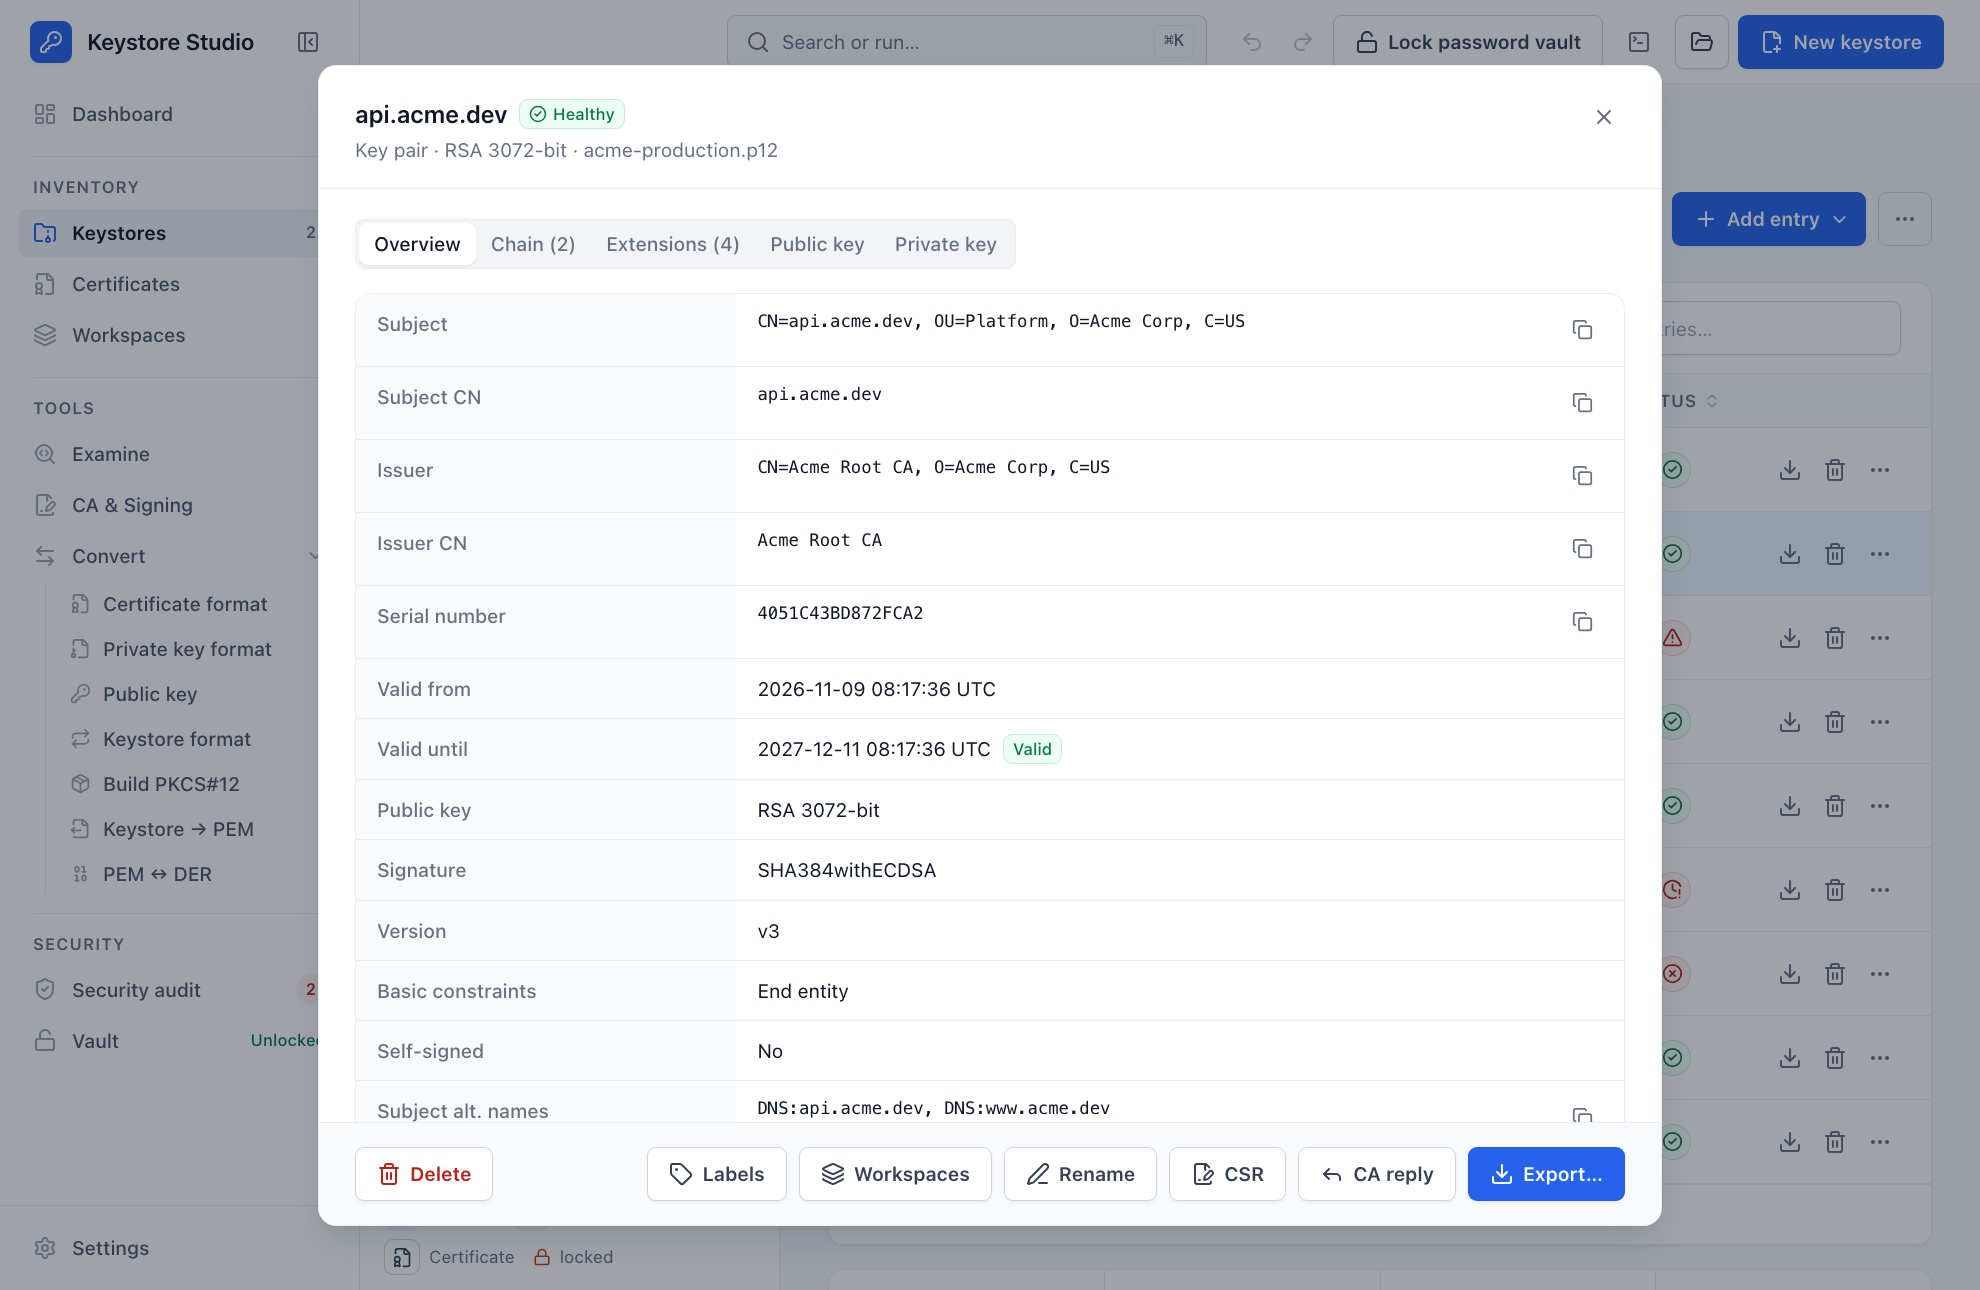 Keystore Studio
Search or run...
⌘K
Lock password vault
New keystore
Dashboard
INVENTORY
Keystores 2
Certificates
Workspaces
TOOLS
Examine
CA & Signing
Convert
Certificate format
Private key format
Public key
Keystore format
Build PKCS#12
Keystore → PEM
PEM ↔ DER
SECURITY
Security audit 2
Vault Unlocked
Settings
Add entry
api.acme.dev Healthy
Key pair · RSA 3072-bit · acme-production.p12
Overview Chain (2) Extensions (4) Public key Private key
Subject CN=api.acme.dev, OU=Platform, O=Acme Corp, C=US
Subject CN api.acme.dev
Issuer CN=Acme Root CA, O=Acme Corp, C=US
Issuer CN Acme Root CA
Serial number 4051C43BD872FCA2
Valid from 2026-11-09 08:17:36 UTC
Valid until 2027-12-11 08:17:36 UTC Valid
Public key RSA 3072-bit
Signature SHA384withECDSA
Version v3
Basic constraints End entity
Self-signed No
Subject alt. names DNS:api.acme.dev, DNS:www.acme.dev
Delete Labels Workspaces Rename CSR CA reply Export...
Certificate locked